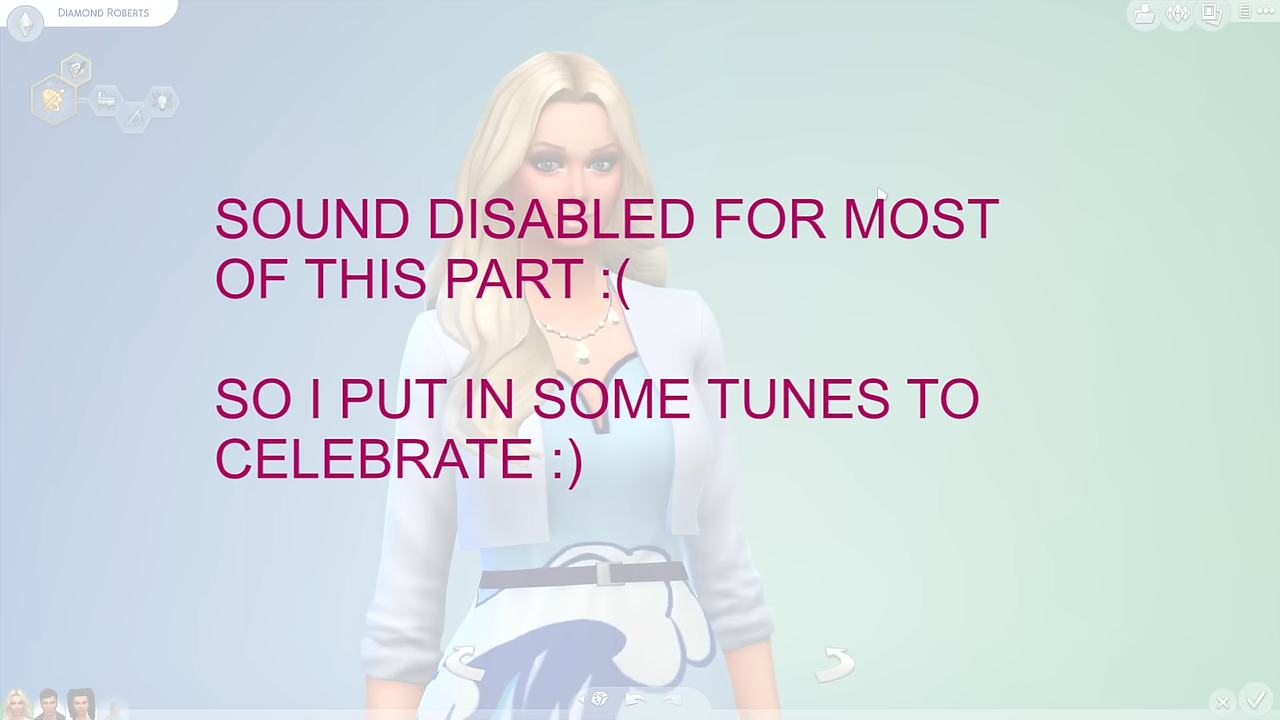 DIAMOND ROBERTS
SOUND DISABLED FOR MOST
OF THIS PART :(
SO I PUT IN SOME TUNES TO
CELEBRATE :)